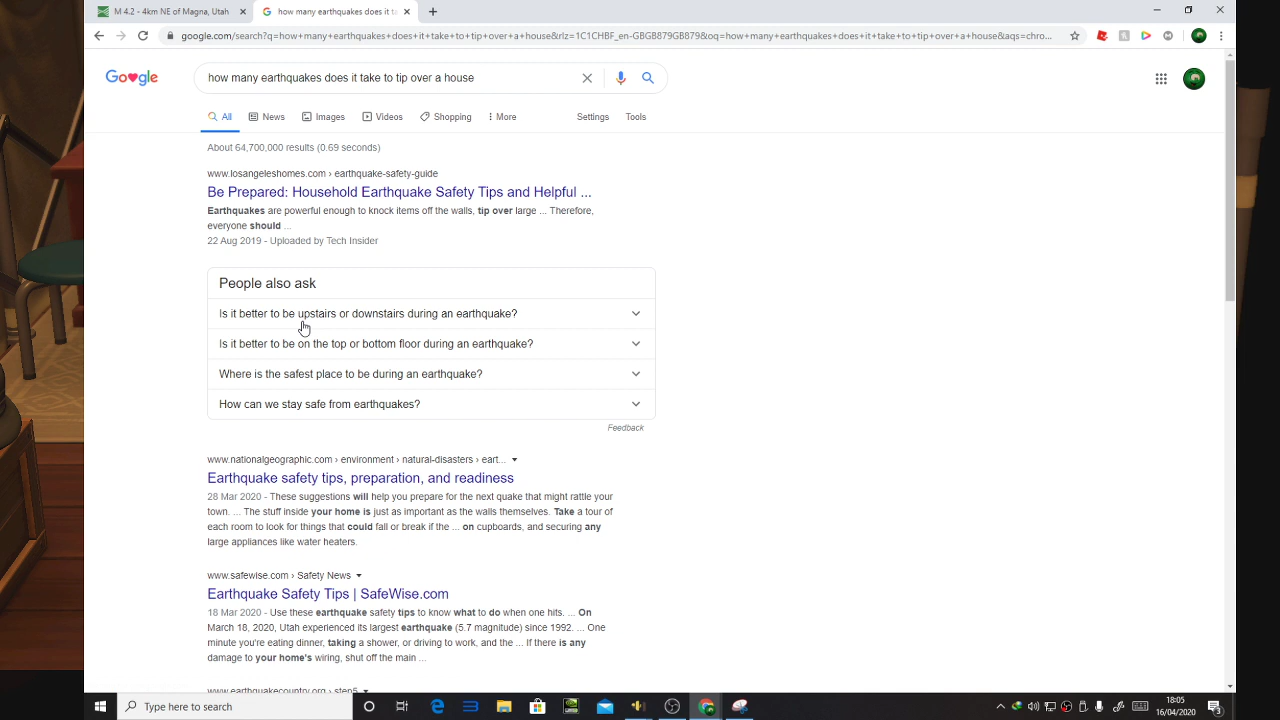 M 4.2 - 4km NE of Magna, Utah
how many earthquakes does it ta
google.com/search?q=how+many+earthquakes+does+it+take+to+tip+over+a+house&rlz=1C1CHBF_en-GBGB879GB879&oq=how+many+earthquakes+does+it+take+to+tip+over+a+house&aqs=chro...
Google
how many earthquakes does it take to tip over a house
All News Images Videos Shopping More Settings Tools
About 64,700,000 results (0.69 seconds)
www.losangeleshomes.com › earthquake-safety-guide
Be Prepared: Household Earthquake Safety Tips and Helpful ...
Earthquakes are powerful enough to knock items off the walls, tip over large ... Therefore,
everyone should ...
22 Aug 2019 - Uploaded by Tech Insider
People also ask
Is it better to be upstairs or downstairs during an earthquake?
Is it better to be on the top or bottom floor during an earthquake?
Where is the safest place to be during an earthquake?
How can we stay safe from earthquakes?
Feedback
www.nationalgeographic.com › environment › natural-disasters › eart...
Earthquake safety tips, preparation, and readiness
28 Mar 2020 - These suggestions will help you prepare for the next quake that might rattle your
town. ... The stuff inside your home is just as important as the walls themselves. Take a tour of
each room to look for things that could fall or break if the ... on cupboards, and securing any
large appliances like water heaters.
www.safewise.com › Safety News
Earthquake Safety Tips | SafeWise.com
18 Mar 2020 - Use these earthquake safety tips to know what to do when one hits. ... On
March 18, 2020, Utah experienced its largest earthquake (5.7 magnitude) since 1992. ... One
minute you're eating dinner, taking a shower, or driving to work, and the ... If there is any
damage to your home's wiring, shut off the main ...
www.earthquakecountry.org › step5
Type here to search
18:05
16/04/2020
3